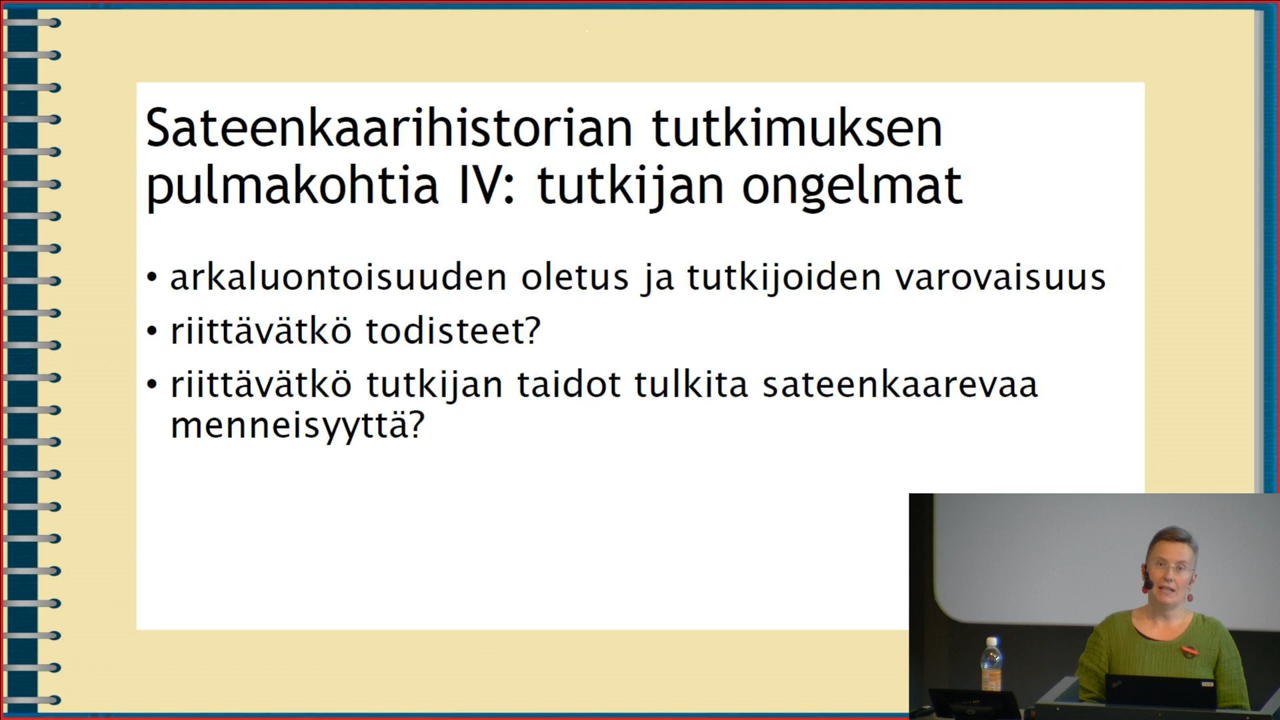 Sateenkaarihistorian tutkimuksen
pulmakohtia IV: tutkijan ongelmat
• arkaluontoisuuden oletus ja tutkijoiden varovaisuus
• riittävätkö todisteet?
• riittävätkö tutkijan taidot tulkita sateenkaarevaa
menneisyyttä?